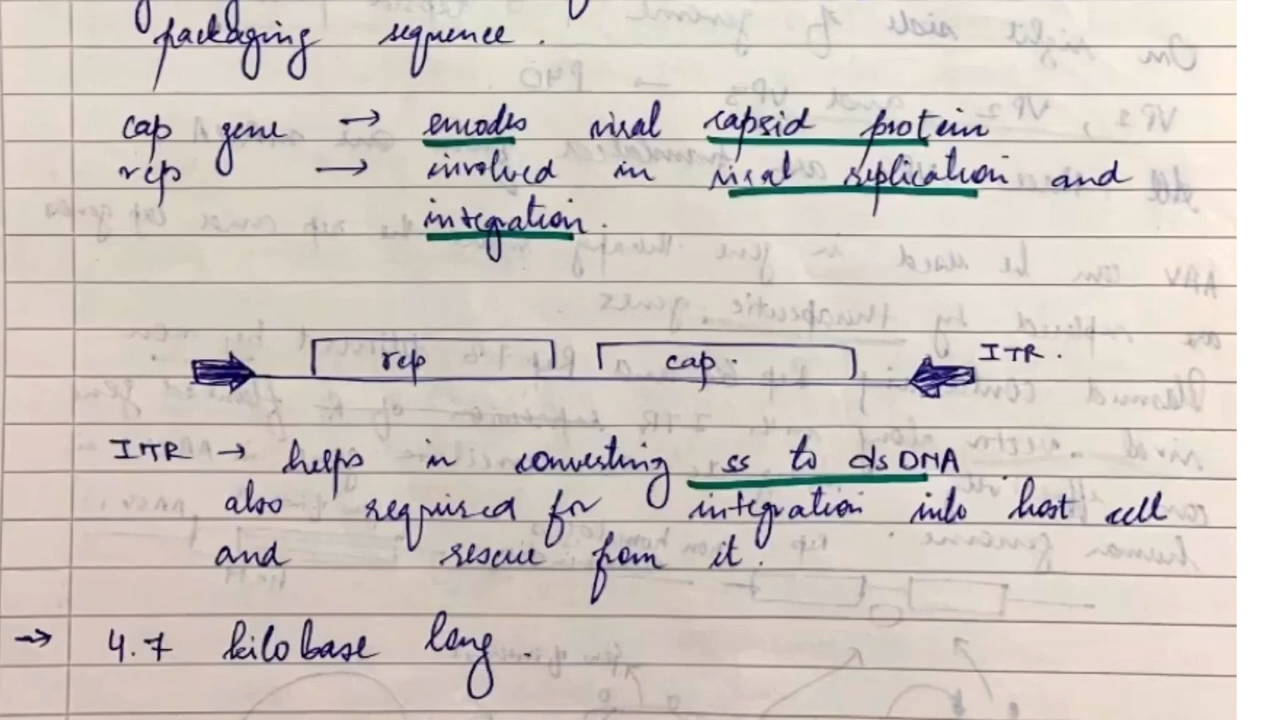 packaging sequence.
cap gene → encodes viral capsid protein
rep → involved in viral replication and
integration.
rep cap. ITR.
ITR → helps in converting ss to dsDNA
also required for integration into host cell
and rescue from it.
→ 4.7 kilobase long.